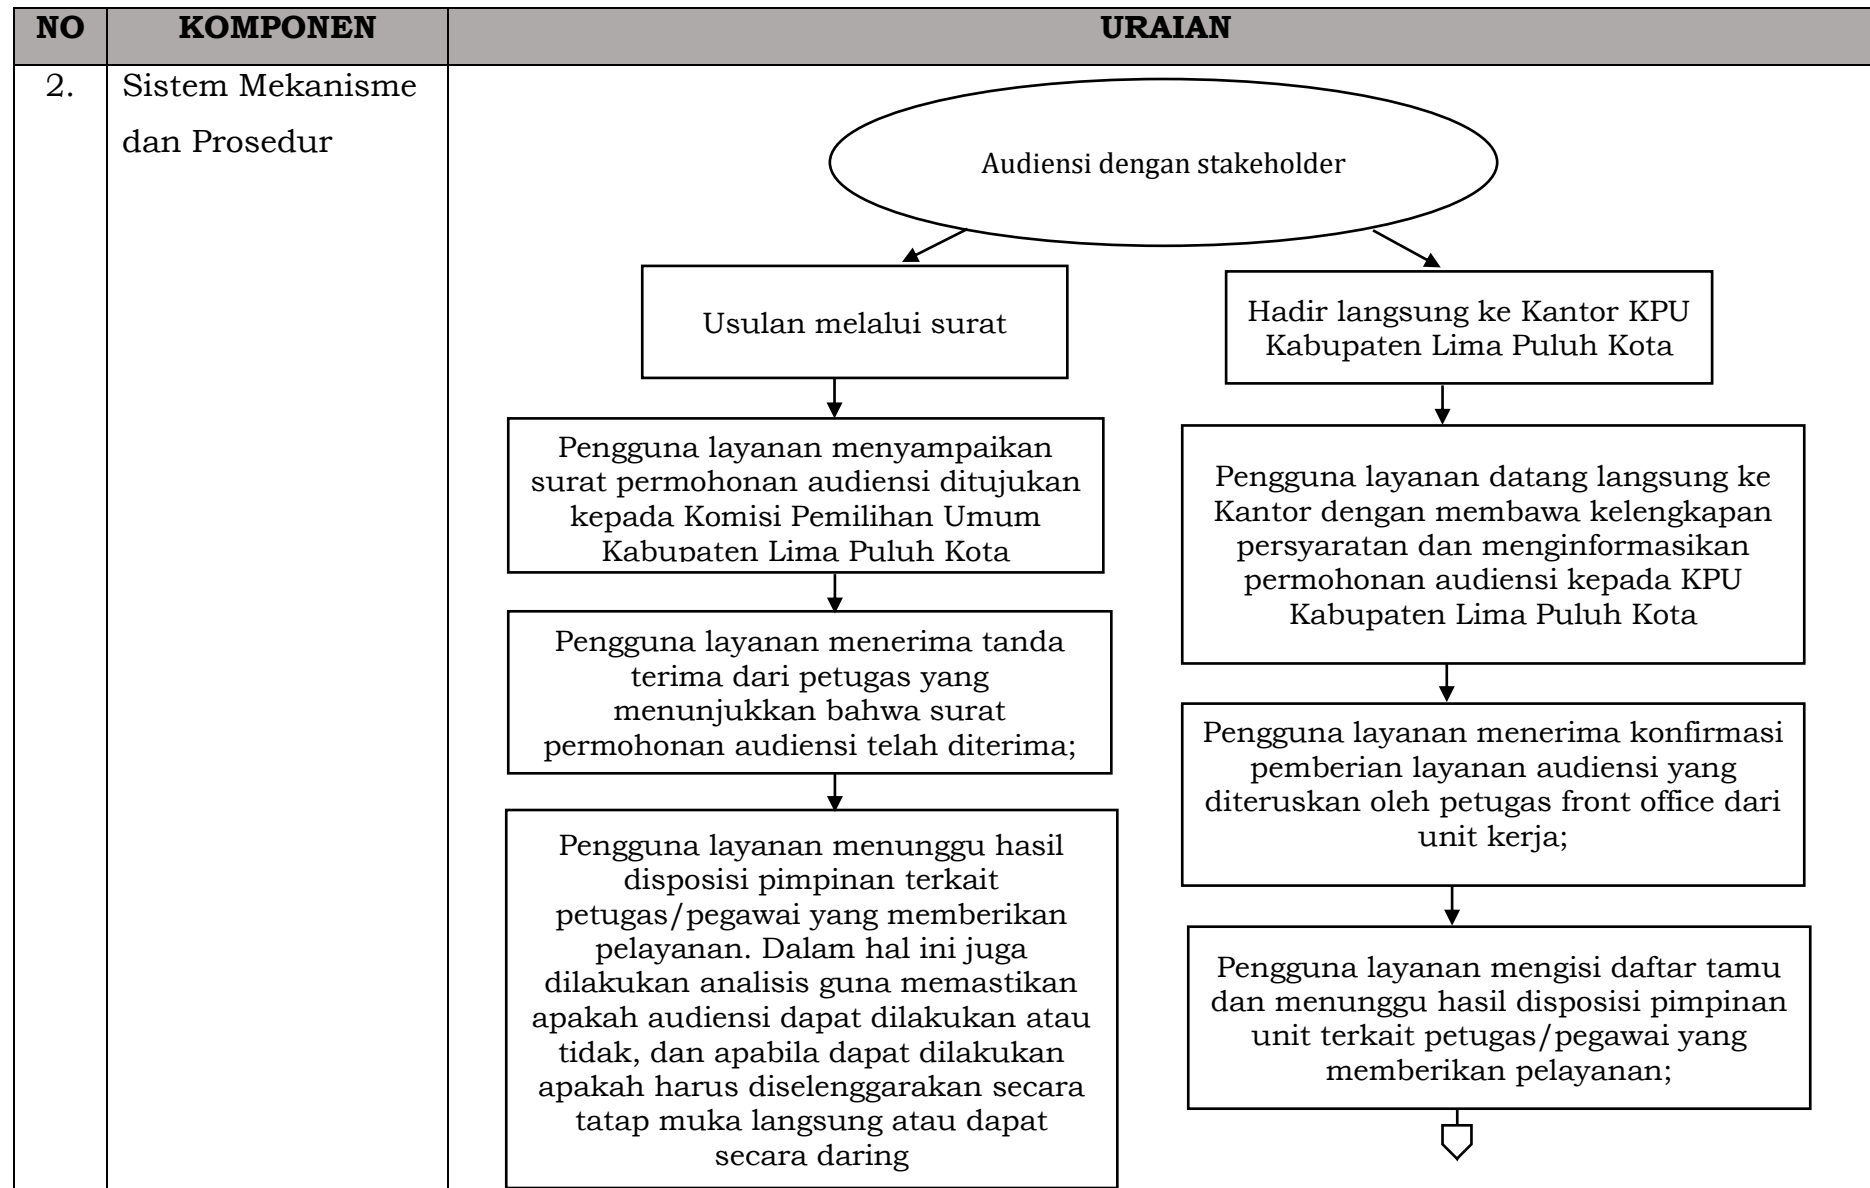 NO KOMPONEN URAIAN
2. Sistem Mekanisme
dan Prosedur
Audiensi dengan stakeholder
Usulan melalui surat
Pengguna layanan menyampaikan
surat permohonan audiensi ditujukan
kepada Komisi Pemilihan Umum
Kabupaten Lima Puluh Kota
Pengguna layanan menerima tanda
terima dari petugas yang
menunjukkan bahwa surat
permohonan audiensi telah diterima;
Pengguna layanan menunggu hasil
disposisi pimpinan terkait
petugas/pegawai yang memberikan
pelayanan. Dalam hal ini juga
dilakukan analisis guna memastikan
apakah audiensi dapat dilakukan atau
tidak, dan apabila dapat dilakukan
apakah harus diselenggarakan secara
tatap muka langsung atau dapat
secara daring
Hadir langsung ke Kantor KPU
Kabupaten Lima Puluh Kota
Pengguna layanan datang langsung ke
Kantor dengan membawa kelengkapan
persyaratan dan menginformasikan
permohonan audiensi kepada KPU
Kabupaten Lima Puluh Kota
Pengguna layanan menerima konfirmasi
pemberian layanan audiensi yang
diteruskan oleh petugas front office dari
unit kerja;
Pengguna layanan mengisi daftar tamu
dan menunggu hasil disposisi pimpinan
unit terkait petugas/pegawai yang
memberikan pelayanan;